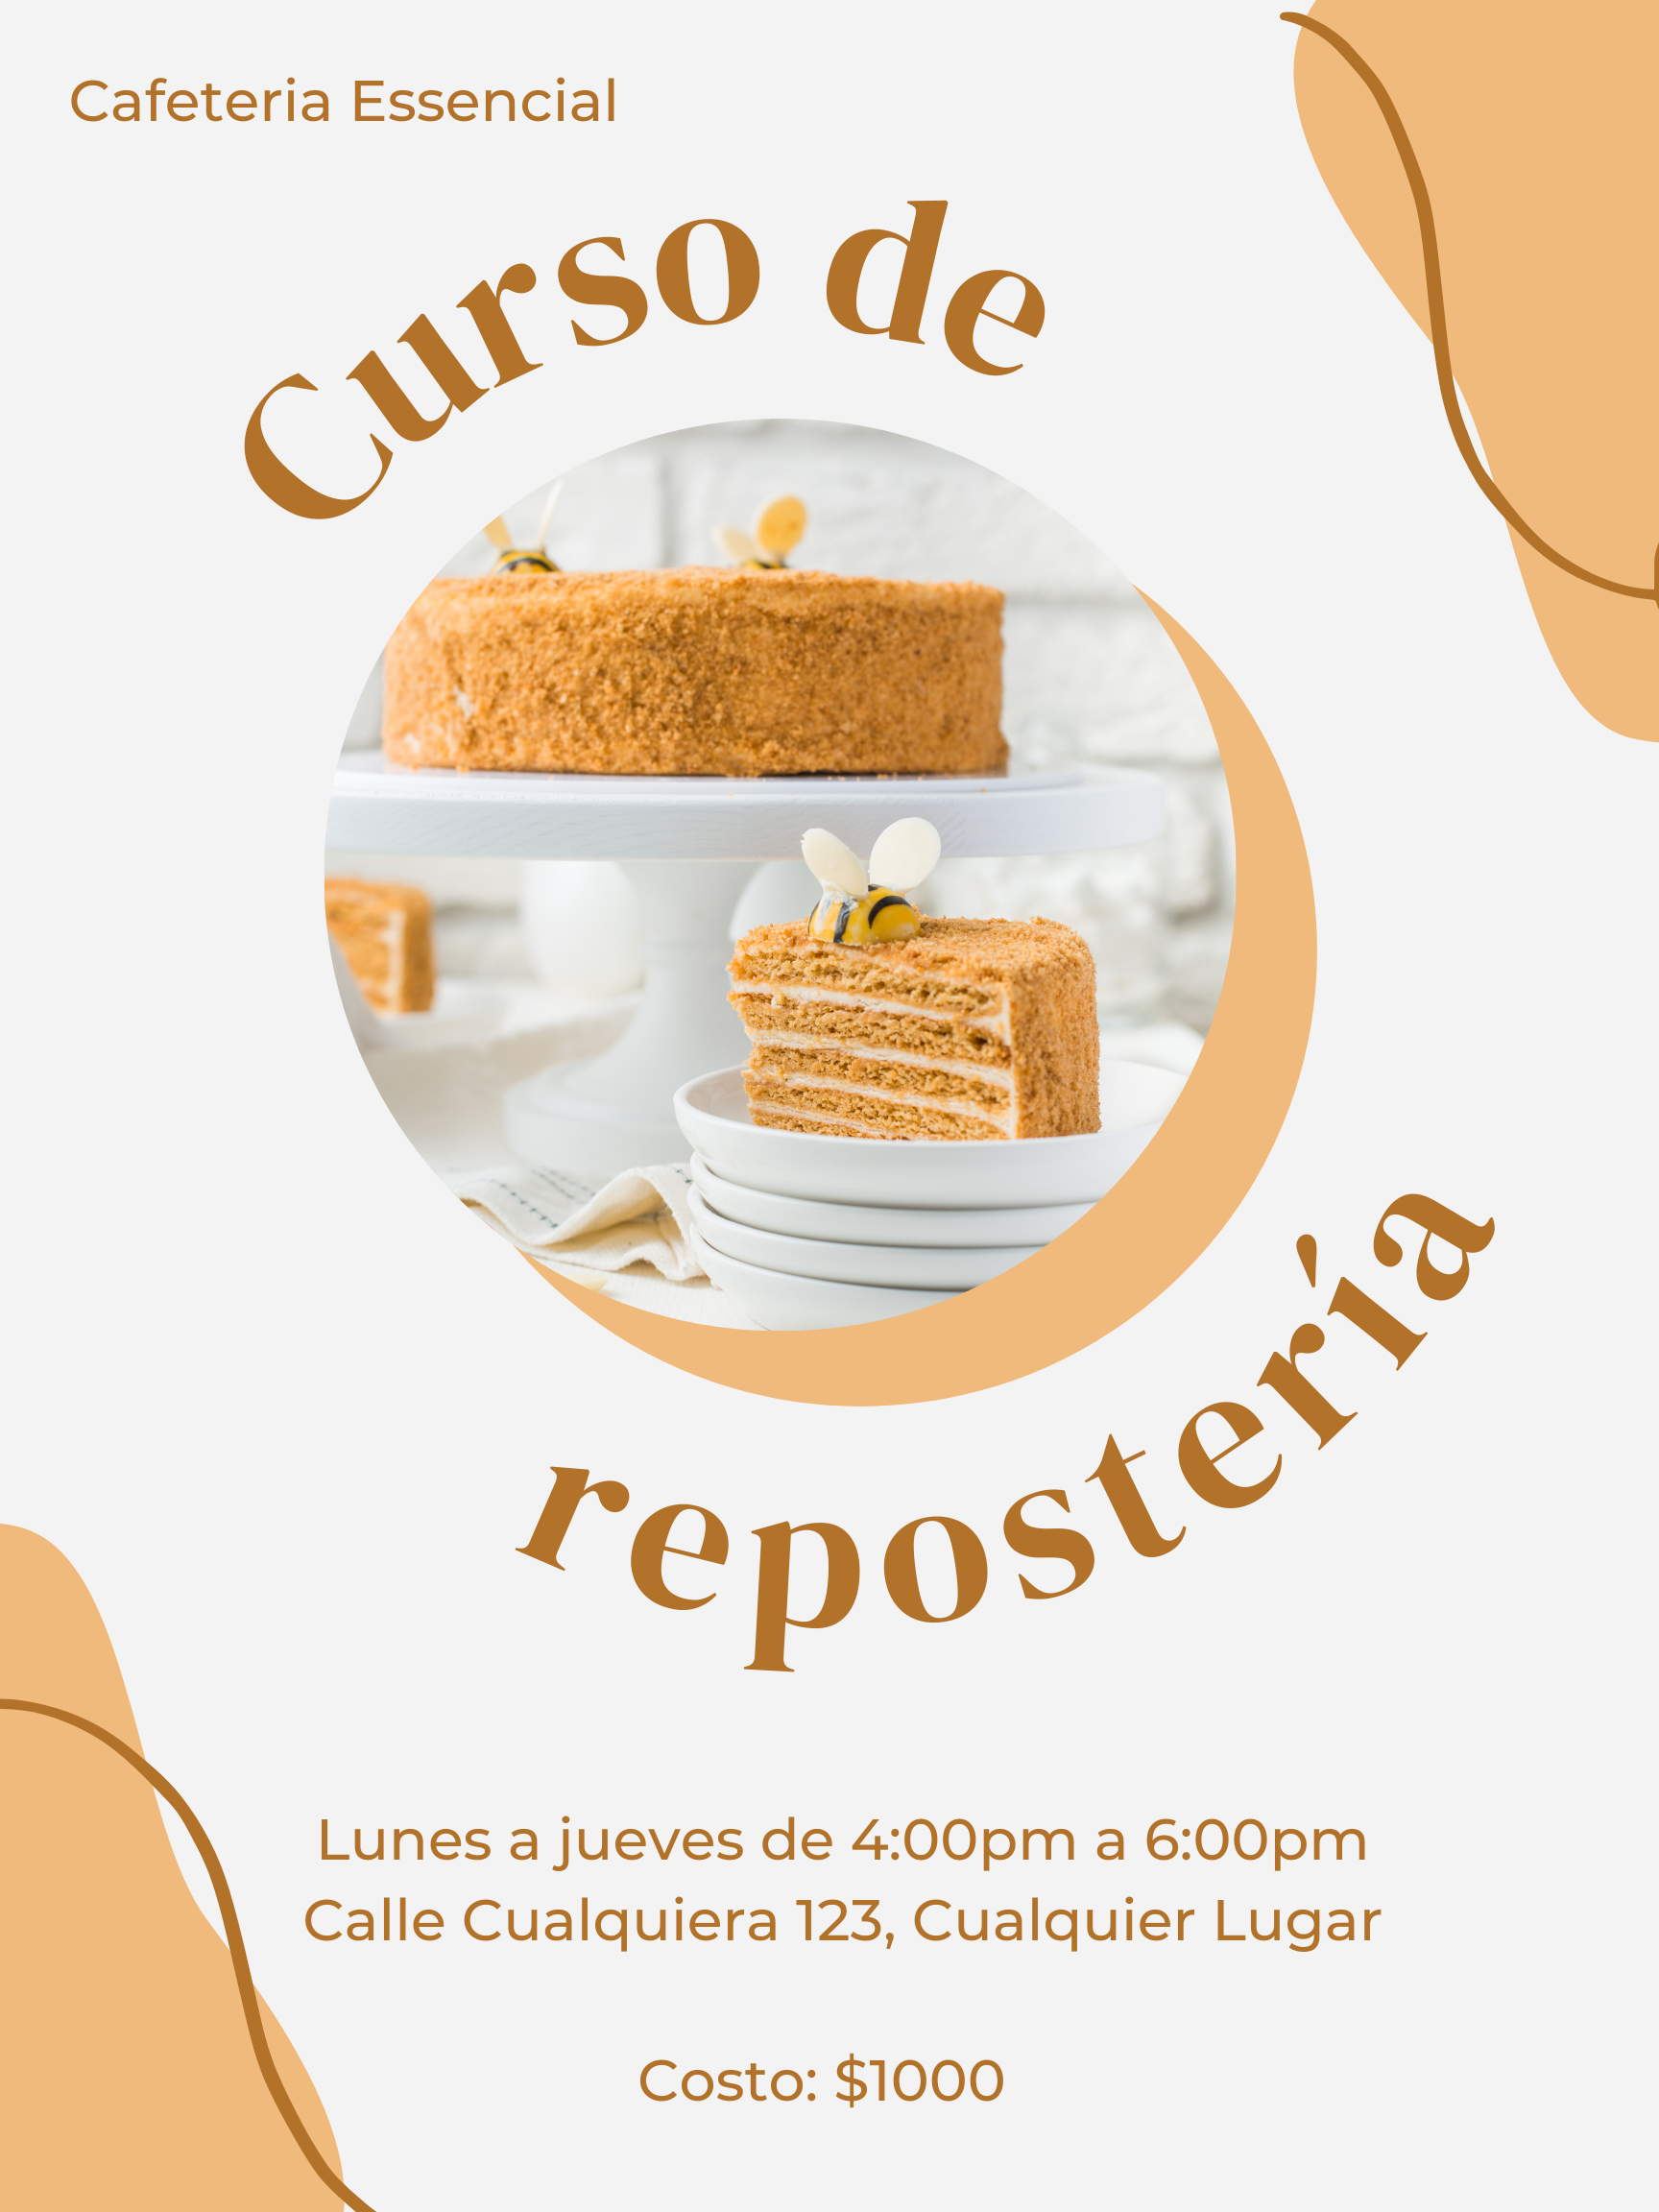 Cafeteria Essencial
Curso de
repostería
Lunes a jueves de 4:00pm a 6:00pm
Calle Cualquiera 123, Cualquier Lugar
Costo: $1000